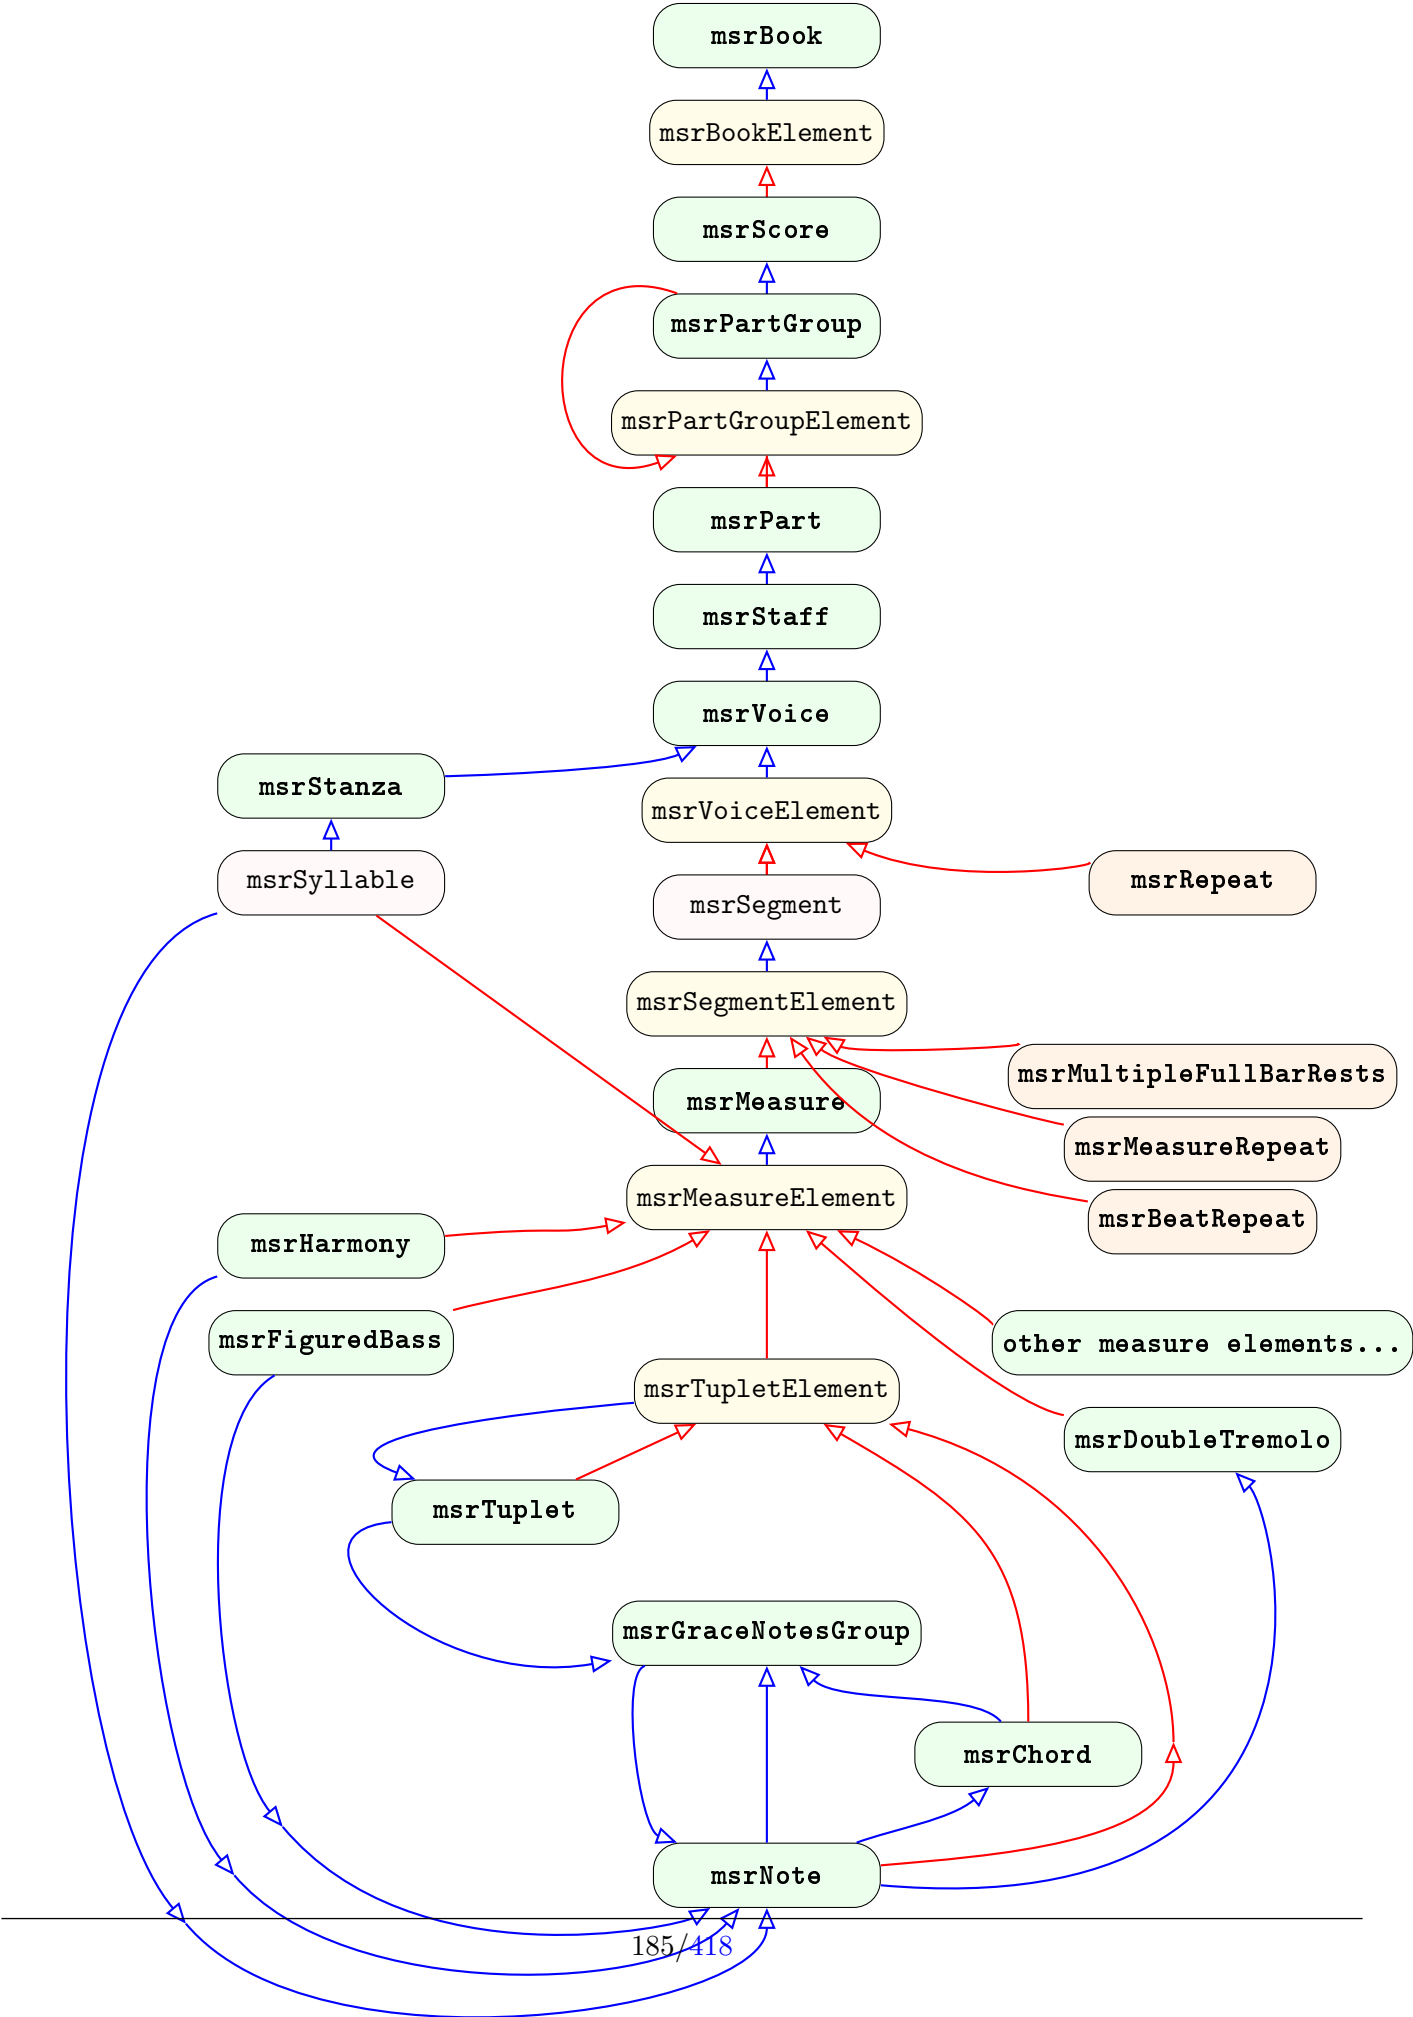 msrBook
msrBookElement
msrScore
msrPartGroup
msrPartGroupElement
msrPart
msrStaff
msrVoice
msrStanza
msrVoiceElement
msrSyllable
msrRepeat
msrSegment
msrSegmentElement
msrMultipleFullBarRests
msrMeasure
msrMeasureRepeat
msrMeasureElement
msrBeatRepeat
msrHarmony
msrFiguredBass
other measure elements...
msrTupletElement
msrDoubleTremolo
msrTuplet
msrGraceNotesGroup
msrChord
msrNote
185/418